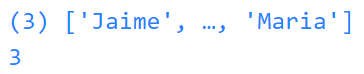 (3) ['Jaime', …, 'Maria']
3